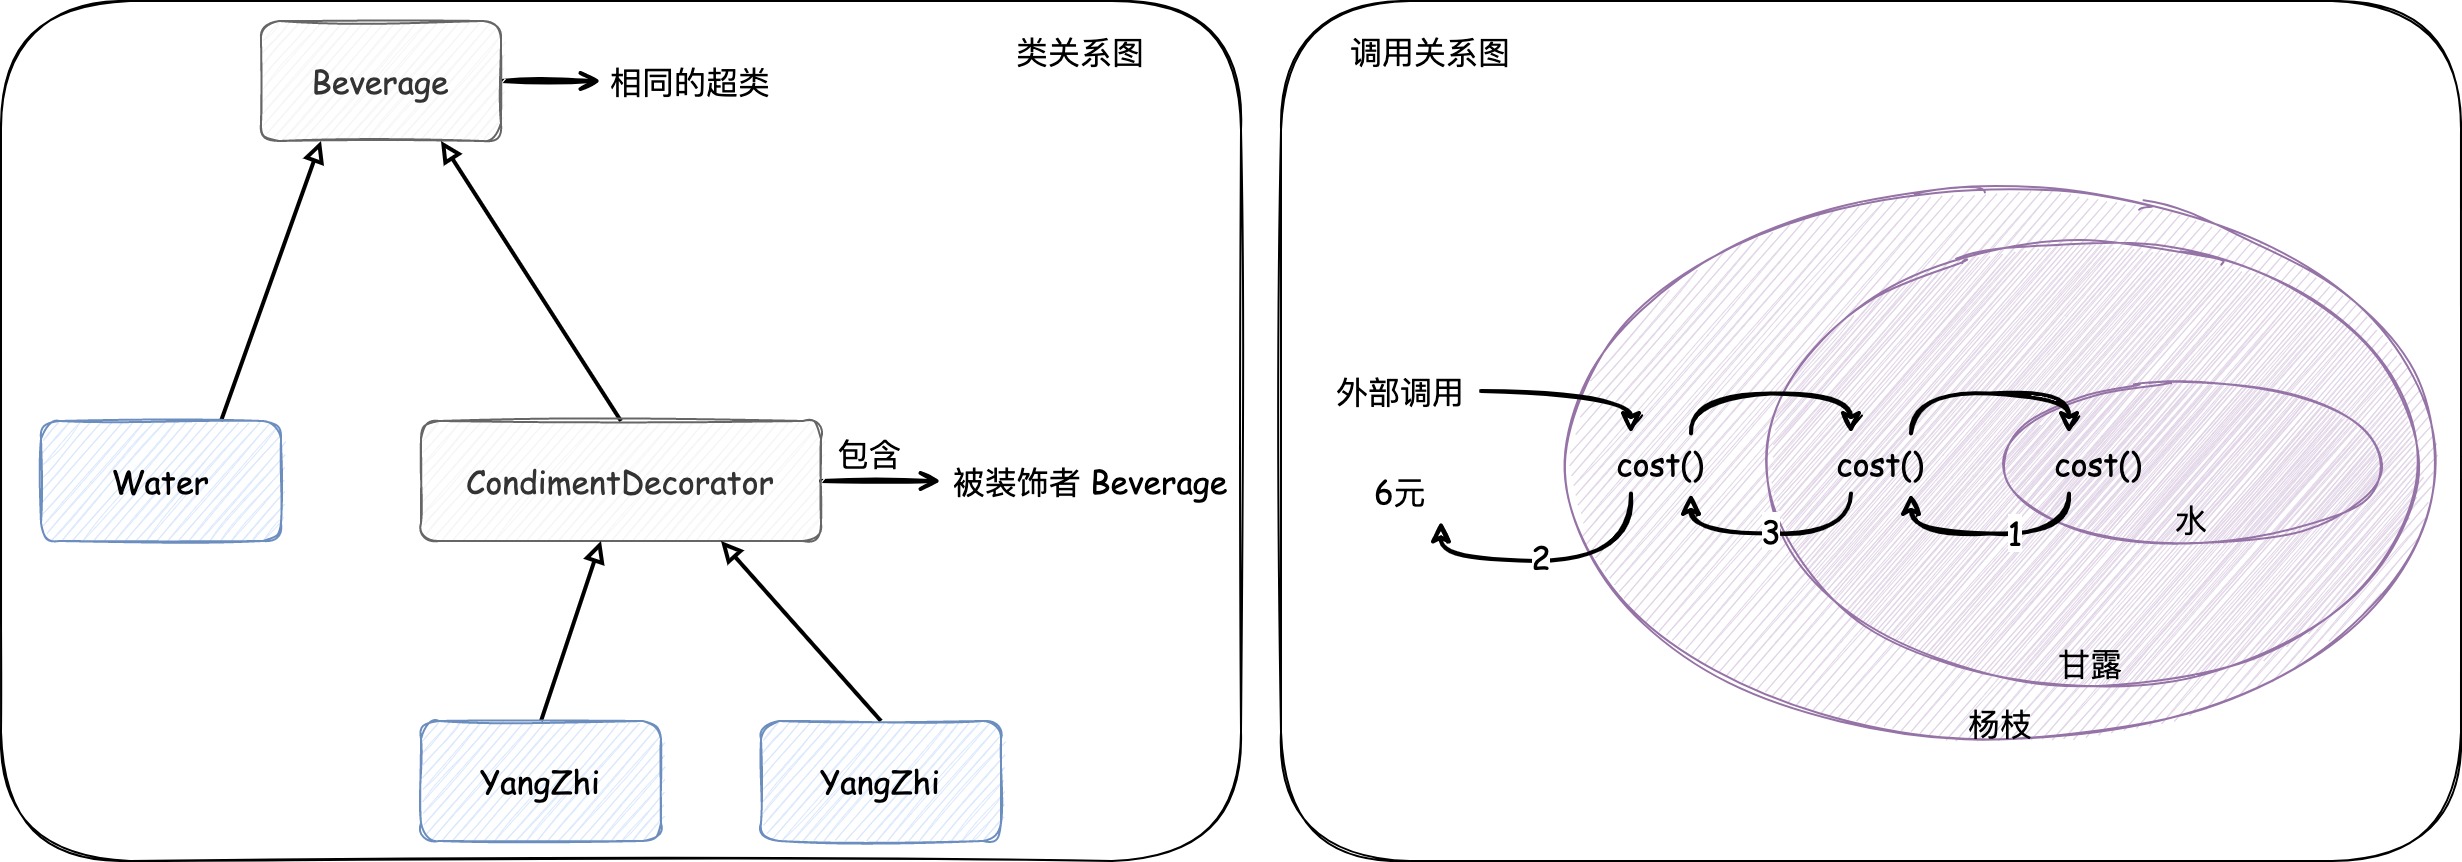 类关系图
Beverage
相同的超类
Water
CondimentDecorator
包含
被装饰者 Beverage
YangZhi
YangZhi
调用关系图
外部调用
cost()
cost()
cost()
6元
2
3
1
水
甘露
杨枝